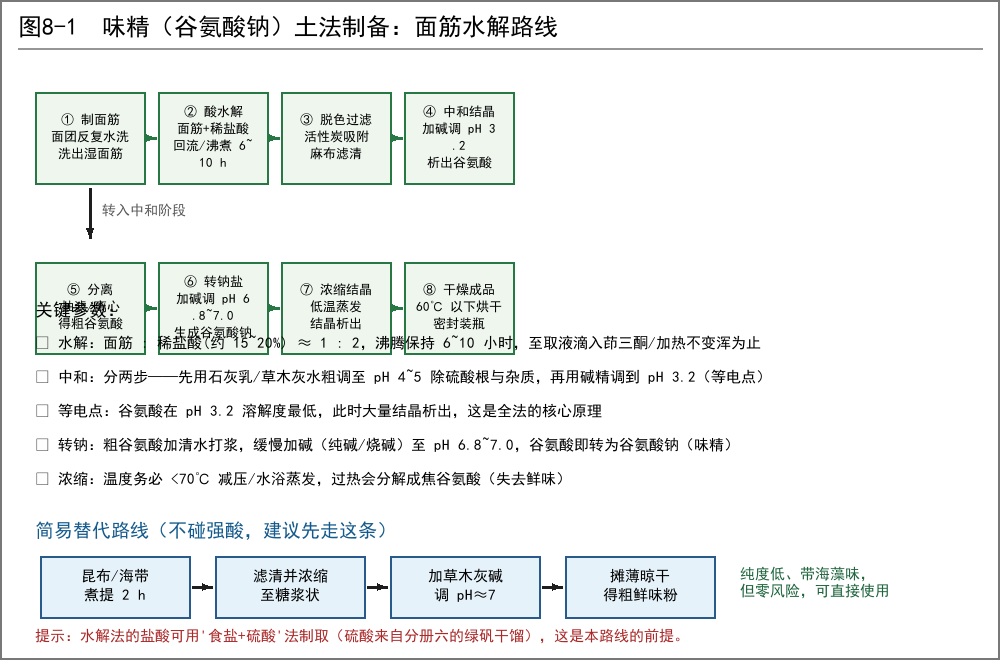 图8-1 味精（谷氨酸钠）土法制备：面筋水解路线
① 制面筋
面团反复水洗
洗出湿面筋
② 酸水解
面筋+稀盐酸
回流/沸煮 6~
10 h
③ 脱色过滤
活性炭吸附
麻布滤清
④ 中和结晶
加碱调 pH 3
.2
析出谷氨酸
转入中和阶段
⑤ 分离
得粗谷氨酸
⑥ 转钠盐
加碱调 pH 6
.8~7.0
生成谷氨酸钠
⑦ 浓缩结晶
低温蒸发
结晶析出
⑧ 干燥成品
60℃ 以下烘干
密封装瓶
关键参数：
□ 水解：面筋 : 稀盐酸(约 15~20%) ≈ 1 : 2，沸腾保持 6~10 小时，至取液滴入茚三酮/加热不变浑为止
□ 中和：分两步——先用石灰乳/草木灰水粗调至 pH 4~5 除硫酸根与杂质，再用碱精调到 pH 3.2（等电点）
□ 等电点：谷氨酸在 pH 3.2 溶解度最低，此时大量结晶析出，这是全法的核心原理
□ 转钠：粗谷氨酸加清水打浆，缓慢加碱（纯碱/烧碱）至 pH 6.8~7.0，谷氨酸即转为谷氨酸钠（味精）
□ 浓缩：温度务必 <70℃ 减压/水浴蒸发，过热会分解成焦谷氨酸（失去鲜味）
简易替代路线（不碰强酸，建议先走这条）
昆布/海带
煮提 2 h
滤清并浓缩
至糖浆状
加草木灰碱
调 pH≈7
摊薄晾干
得粗鲜味粉
纯度低、带海藻味，
但零风险，可直接使用
提示：水解法的盐酸可用'食盐+硫酸'法制取（硫酸来自分册六的绿矾干馏），这是本路线的前提。